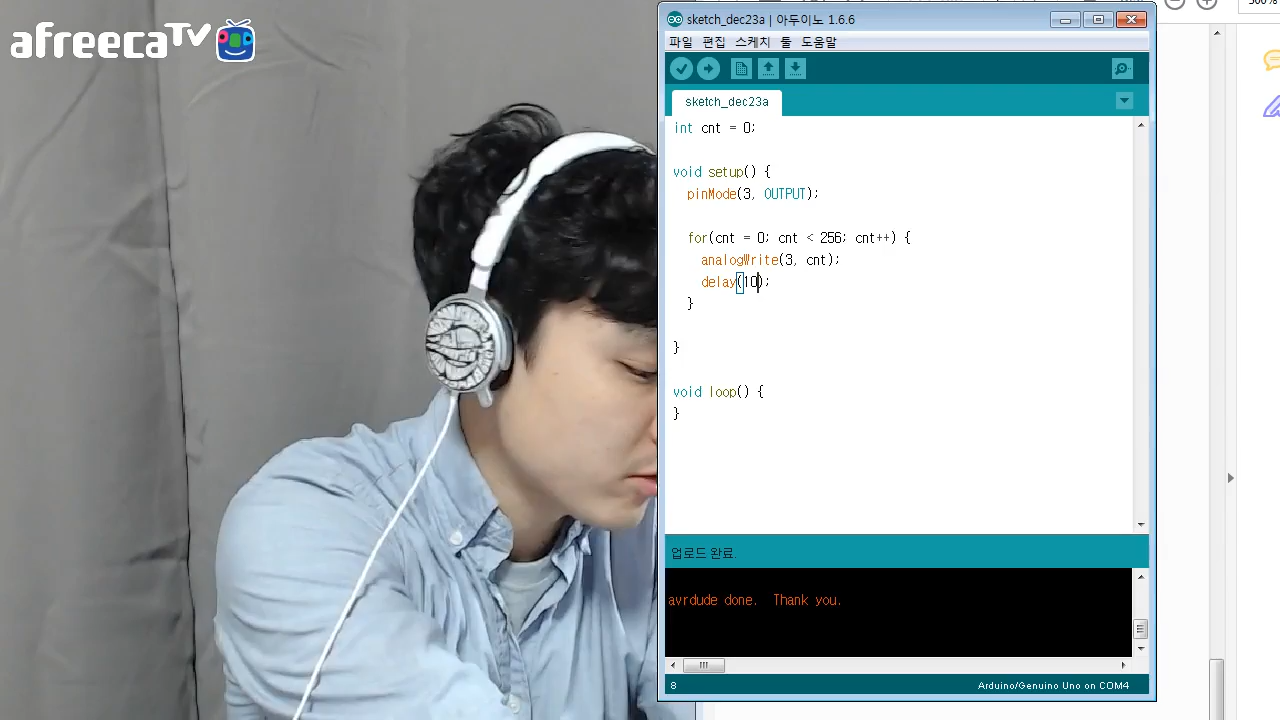 afreecaTV
500%
sketch_dec23a | 아두이노 1.6.6
파일 편집 스케치 툴 도움말
sketch_dec23a
int cnt = 0;
void setup() {
pinMode(3, OUTPUT);
for(cnt = 0; cnt < 256; cnt++) {
analogWrite(3, cnt);
delay(10);
}
}
void loop() {
}
업로드 완료.
avrdude done.  Thank you.
8
Arduino/Genuino Uno on COM4